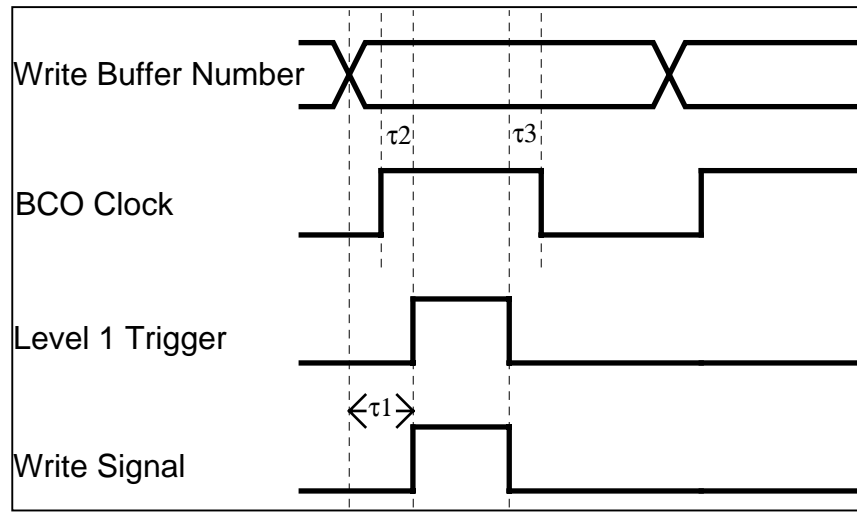 Write Buffer Number
τ2
τ3
BCO Clock
Level 1 Trigger
τ1
Write Signal